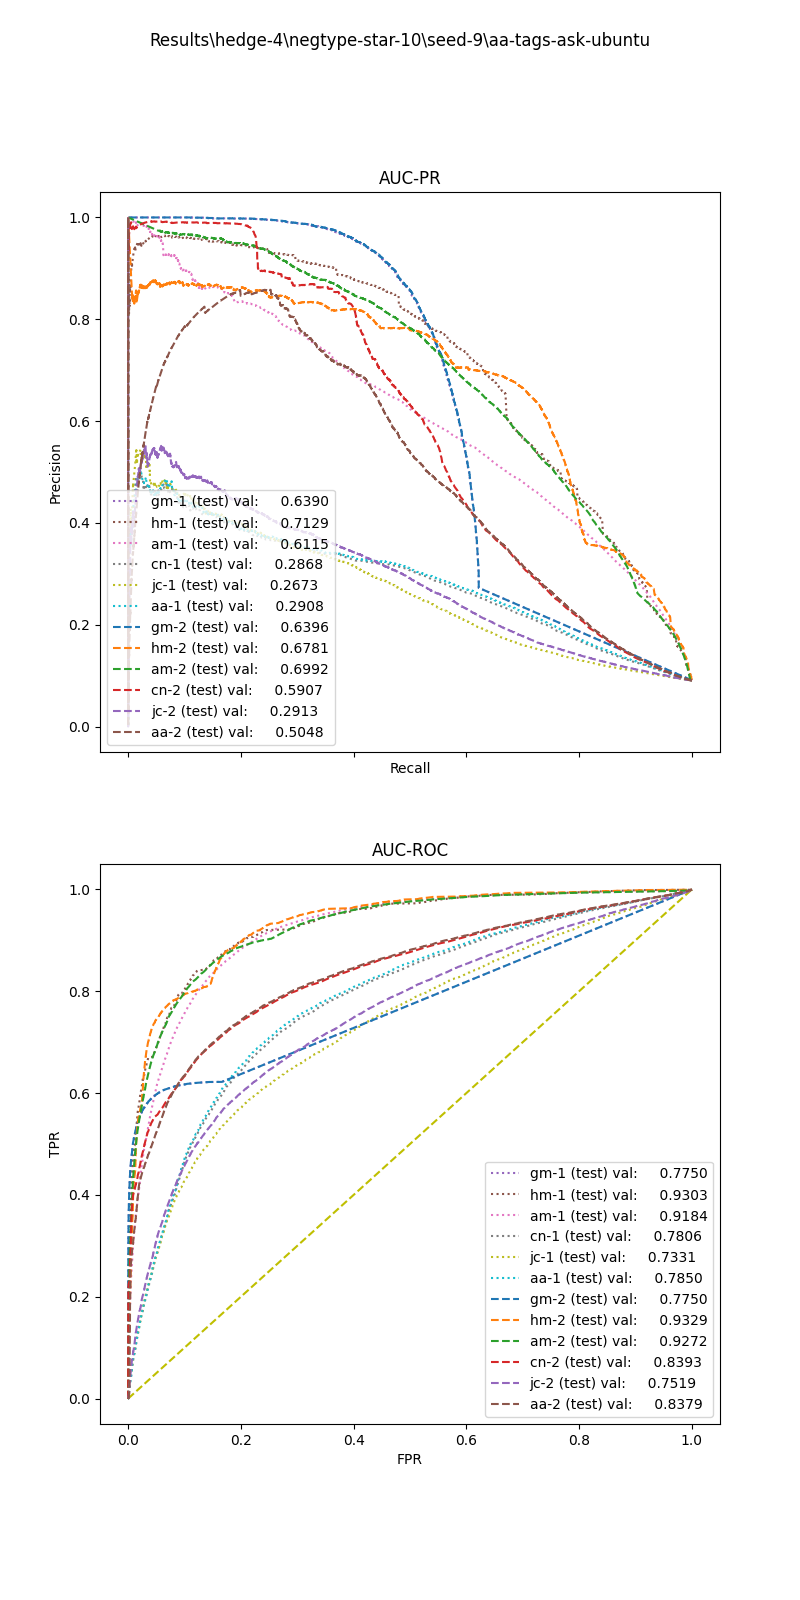 Results\hedge-4\negtype-star-10\seed-9\aa-tags-ask-ubuntu
AUC-PR
1.0
0.8
0.6
0.4
0.2
0.0
Precision
gm-1 (test) val: 0.6390
hm-1 (test) val: 0.7129
am-1 (test) val: 0.6115
cn-1 (test) val: 0.2868
jc-1 (test) val: 0.2673
aa-1 (test) val: 0.2908
gm-2 (test) val: 0.6396
hm-2 (test) val: 0.6781
am-2 (test) val: 0.6992
cn-2 (test) val: 0.5907
jc-2 (test) val: 0.2913
aa-2 (test) val: 0.5048
Recall
AUC-ROC
1.0
0.8
0.6
0.4
0.2
0.0
TPR
gm-1 (test) val: 0.7750
hm-1 (test) val: 0.9303
am-1 (test) val: 0.9184
cn-1 (test) val: 0.7806
jc-1 (test) val: 0.7331
aa-1 (test) val: 0.7850
gm-2 (test) val: 0.7750
hm-2 (test) val: 0.9329
am-2 (test) val: 0.9272
cn-2 (test) val: 0.8393
jc-2 (test) val: 0.7519
aa-2 (test) val: 0.8379
0.0 0.2 0.4 0.6 0.8 1.0
FPR